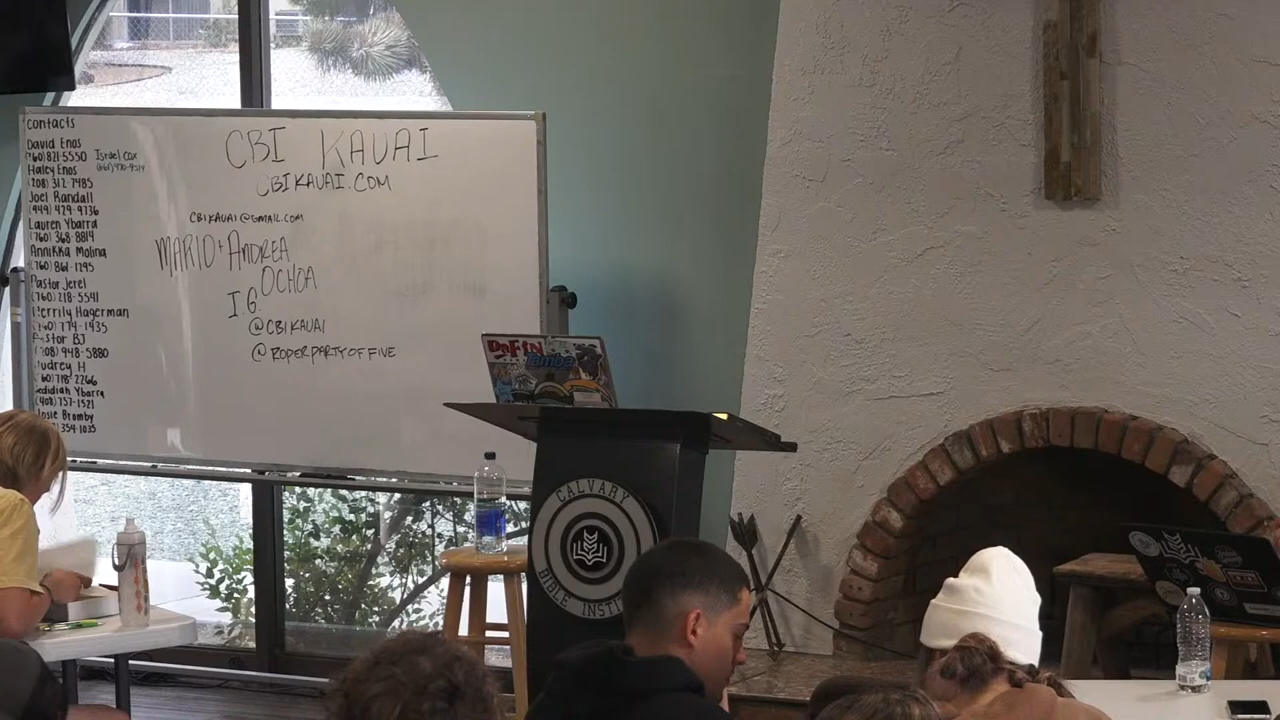 contacts
David Enos
(760) 821-5550
Israel Cox
Haley Enos
(208) 312-7485
Joel Randall
(949) 429-9736
Lauren Ybarra
(760) 368-8814
Annikka Molina
(760) 861-1295
Pastor Jerel
(760) 218-5541
Merrily Hagerman
(760) 774-1435
Pastor BJ
(208) 948-5880
Audrey H
(760) 718-2266
Jedidiah Ybarra
(408) 757-1521
Josie Bromby
354-1035
CBI KAUAI
CBIKAUAI.COM
CBIKAUAI@GMAIL.COM
MARIO + ANDREA
OCHOA
I.G.
@CBIKAUAI
@ROPERPARTYOFFIVE
CALVARY
BIBLE INSTI